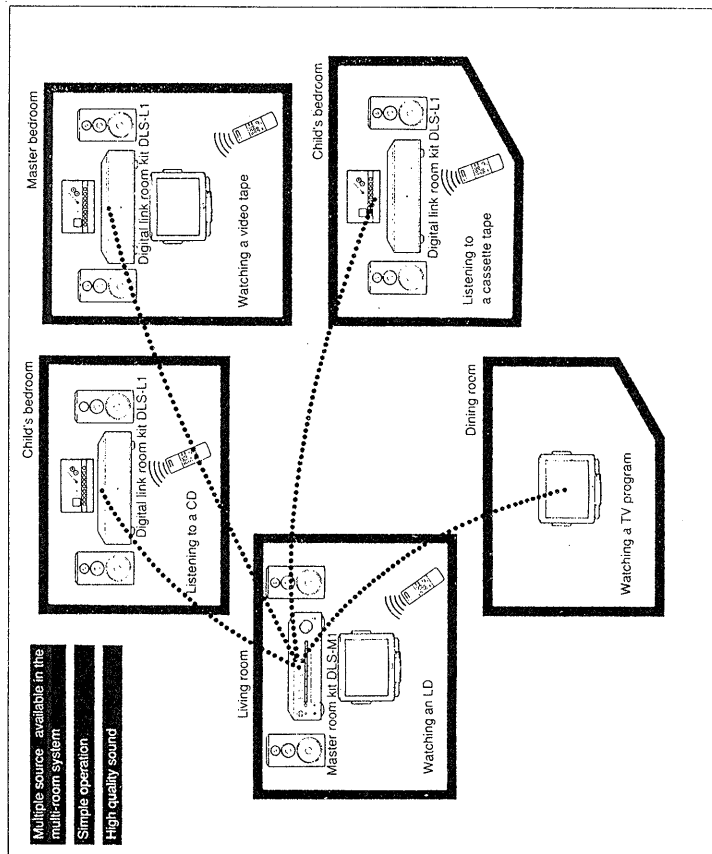 Multiple source available in the
multi-room system
Simple operation
High quality sound
Child's bedroom
Digital link room kit DLS-L1
Listening to a CD
Master bedroom
Digital link room kit DLS-L1
Watching a video tape
Living room
Master room kit DLS-M1
Watching an LD
Child's bedroom
Digital link room kit DLS-L1
Listening to
a cassette tape
Dining room
Watching a TV program